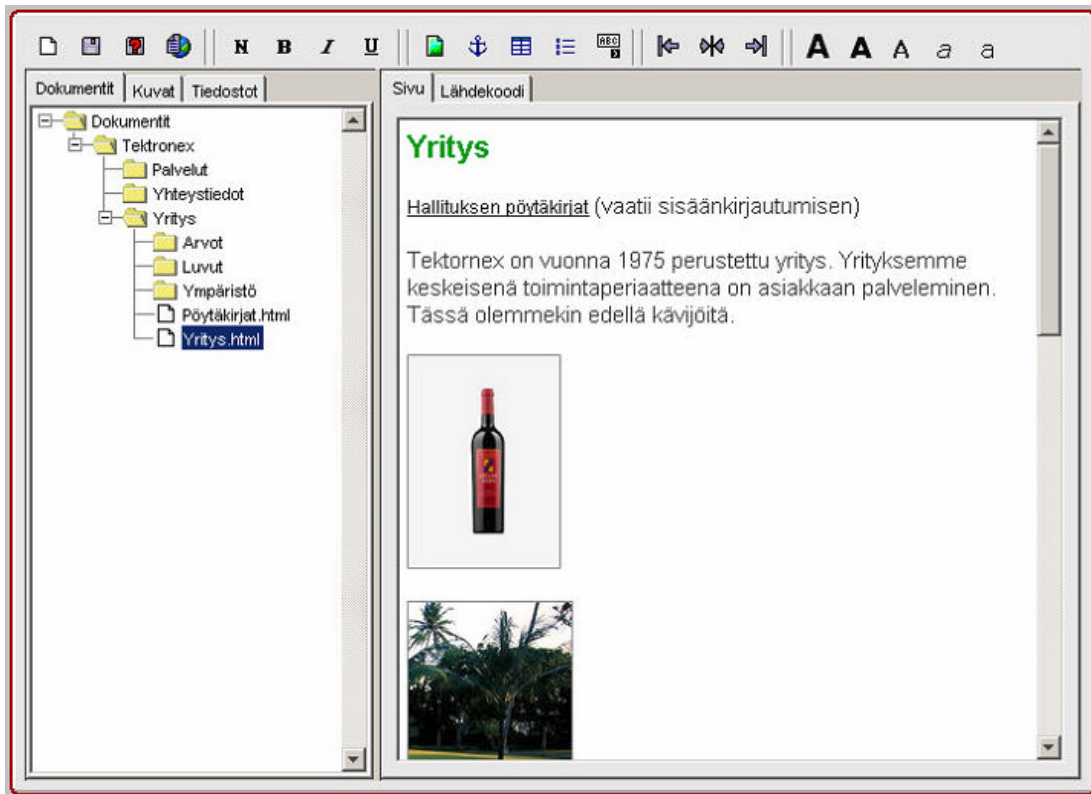 N B I U ABC A A A a a
Dokumentit Kuvat Tiedostot
Dokumentit
Tektronex
Palvelut
Yhteystiedot
Yritys
Arvot
Luvut
Ympäristö
Pöytäkirjat.html
Yritys.html
Sivu Lähdekoodi
Yritys
Hallituksen pöytäkirjat (vaatii sisäänkirjautumisen)
Tektornex on vuonna 1975 perustettu yritys. Yrityksemme
keskeisenä toimintaperiaatteena on asiakkaan palveleminen.
Tässä olemmekin edellä kävijöitä.